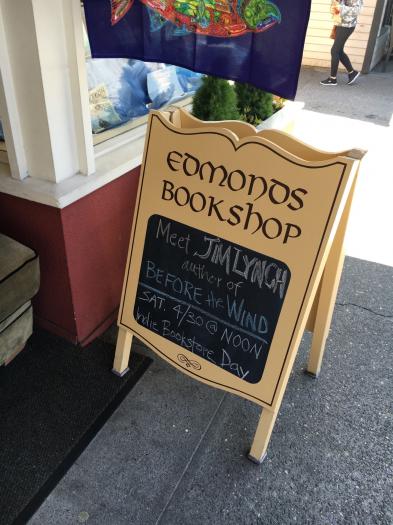 EDMONDS
BOOKSHOP
Meet JIM LYNCH
author of
BEFORE the WIND
SAT. 4/30 @ NOON
Indie Bookstore Day